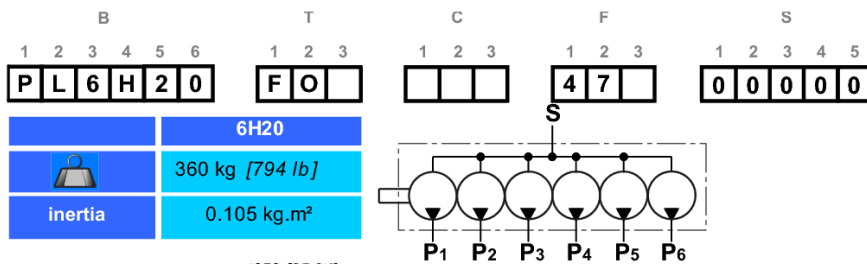 B T C F S
1 2 3 4 5 6 1 2 3 1 2 3 1 2 3 1 2 3 4 5
P L 6 H 2 0 F O 4 7 0 0 0 0 0
6H20
S
360 kg [794 lb]
inertia 0.105 kg.m²
P1 P2 P3 P4 P5 P6